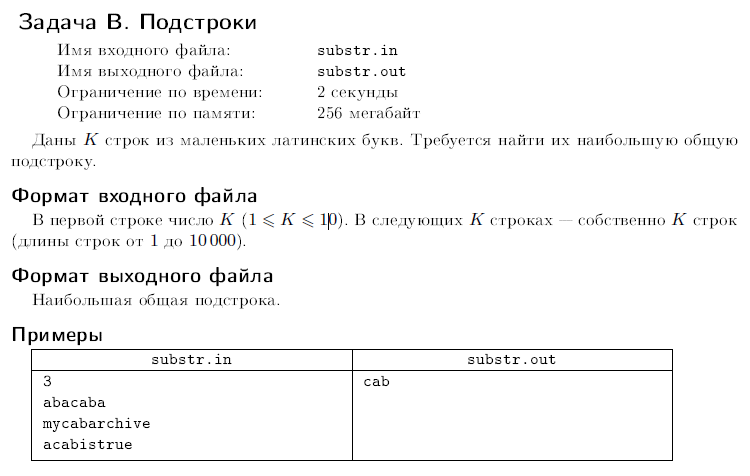 Задача B. Подстроки
Имя входного файла: substr.in
Имя выходного файла: substr.out
Ограничение по времени: 2 секунды
Ограничение по памяти: 256 мегабайт
Даны K строк из маленьких латинских букв. Требуется найти их наибольшую общую
подстроку.
Формат входного файла
В первой строке число K (1 ⩽ K ⩽ 10). В следующих K строках — собственно K строк
(длины строк от 1 до 10 000).
Формат выходного файла
Наибольшая общая подстрока.
Примеры
substr.in substr.out
3 cab
abacaba
mycabarchive
acabistrue